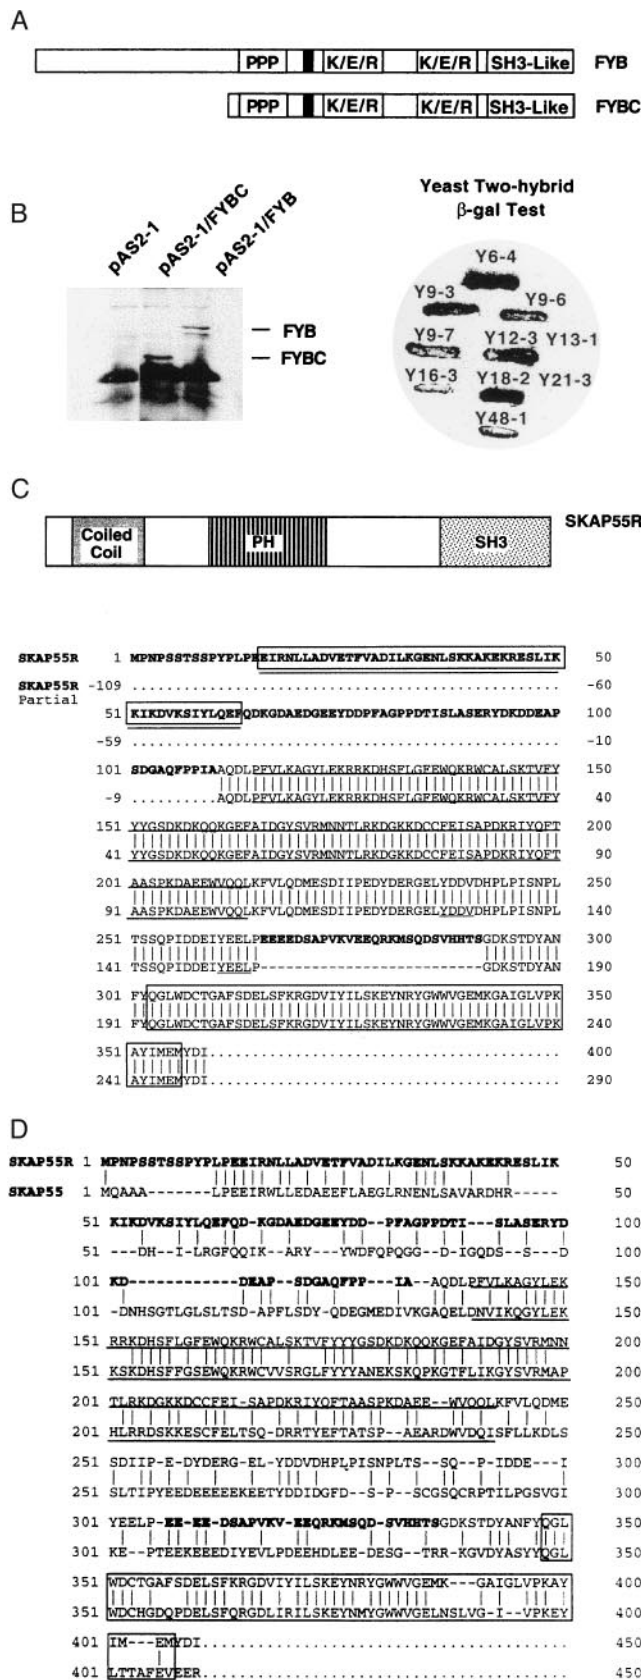 A
PPP K/E/R K/E/R SH3-Like FYB
PPP K/E/R K/E/R SH3-Like FYBC
B
pAS2-1
pAS2-1/FYBC
pAS2-1/FYB
FYB
FYBC
Yeast Two-hybrid
β-gal Test
Y6-4
Y9-3
Y9-6
Y9-7
Y12-3
Y13-1
Y16-3
Y18-2
Y21-3
Y48-1
C
Coiled
Coil
PH
SH3
SKAP55R
SKAP55R 1 MPNPSSTSSPYPLPEEIRNLLADVETFVADILKGENLSKKAKEKRESLIK 50
SKAP55R -109 .................................................. -60
Partial
51 KIKDVKSIYLQEFQDKGDAEDGEEYDDPFAGPPDTISLASERYDKDDEAP 100
-59 .................................................. -10
101 SDGAQFPPIAAQDLPFVLKAGYLEKRRKDHSFLGFEWQKRWCALSKTVFY 150
-9 ..........AQDLPFVLKAGYLEKRRKDHSFLGFEWQKRWCALSKTVFY 40
151 YYGSDKDKQQKGEFAIDGYSVRMNNTLRKDGKKDCCFEISAPDKRIYQFT 200
41 YYGSDKDKQQKGEFAIDGYSVRMNNTLRKDGKKDCCFEISAPDKRIYQFT 90
201 AASPKDAEEWVQQLKFVLQDMESDIIPEDYDERGELYDDVDHPLPISNPL 250
91 AASPKDAEEWVQQLKFVLQDMESDIIPEDYDERGELYDDVDHPLPISNPL 140
251 TSSQPIDDEIYEELPEEEEDSAPVKVEEQRKMSQDSVHHTSGDKSTDYAN 300
141 TSSQPIDDEIYEELP--------------------------GDKSTDYAN 190
301 FYQGLWDCTGAFSDELSFKRGDVIYILSKEYNRYGWWVGEMKGAIGLVPK 350
191 FYQGLWDCTGAFSDELSFKRGDVIYILSKEYNRYGWWVGEMKGAIGLVPK 240
351 AYIMEMYDI......................................... 400
241 AYIMEMYDI......................................... 290
D
SKAP55R 1 MPNPSSTSSPYPLPEEIRNLLADVETFVADILKGENLSKKAKEKRESLIK 50
SKAP55 1 MQAAA--------LPEEIRWLLEDAEEFLAEGLRNENLSAVARDHR----- 50
51 KIKDVKSIYLQEFQD-KGDAEDGEEYDD--PFAGPPDTI---SLASERYD 100
51 ---DH--I-LRGFQQIK--ARY---YWDFQPQGG--D-IGQDS--S---D 100
101 KD------------DEAP--SDGAQFPP--IA--AQDLPFVLKAGYLEK 150
101 -DNHSGTLGLSLTSD-APFLSDY-QDEGMEDIVKGAQELDNVIKQGYLEK 150
151 RRKDHSFLGFEWQKRWCALSKTVFYYYGSDKDKQQKGEFAIDGYSVRMNN 200
151 KSKDHSFFGSEWQKRWCVVSRGLFYYYANEKSKQPKGTFLIKGYSVRMAP 200
201 TLRKDGKKDCCFEI-SAPDKRIYQFTAASPKDAEE--WVQQLKFVLQDME 250
201 HLRRDSKKESCFELTSQ-DRRTYEFTATSP--AEARDWVDQISFLLKDLS 250
251 SDIIP-E-DYDERG-EL-YDDVDHPLPISNPLTS--SQ--P-IDDE---I 300
251 SLTIPYEEDEEEEEKEETYDDIDGFD--S--P--SCGSQCRPTILPGSVGI 300
301 YEELP-EE-EE-DSAPVKV-EEQRKMSQD-SVHHTSGDKSTDYANFYQGL 350
301 KE--PTEEKEEEDIYEVLPDEEHDLEE-DESG--TRR-KGVDYASYYQGL 350
351 WDCTGAFSDELSFKRGDVIYILSKEYNRYGWWVGEMK---GAIGLVPKAY 400
351 WDCHGDQPDELSFQRGDLIRILSKEYNMYGWWVGELNSLVG-I--VPKEY 400
401 IM---EMYDI........................................ 450
401 LTTAFEVEER........................................ 450